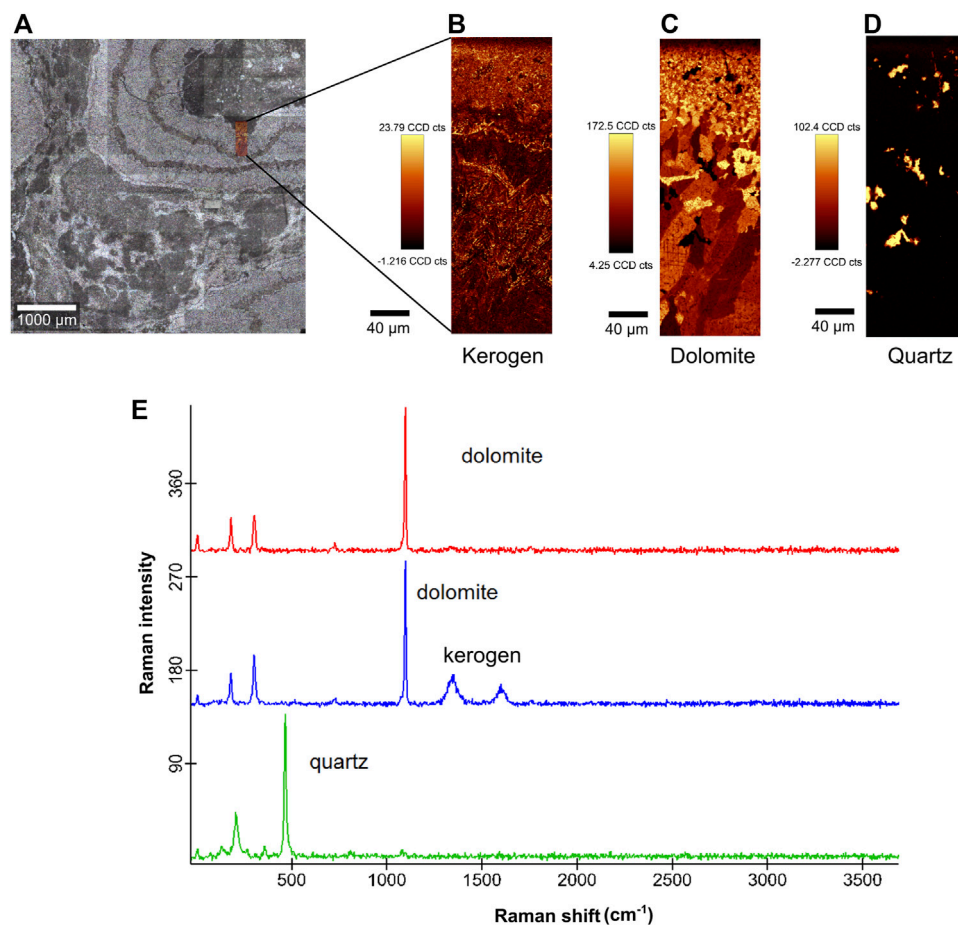 A
B
C
D
23.79 CCD cts
-1.216 CCD cts
172.5 CCD cts
4.25 CCD cts
102.4 CCD cts
-2.277 CCD cts
1000 µm
40 µm
40 µm
40 µm
Kerogen
Dolomite
Quartz
E
dolomite
dolomite
kerogen
quartz
Raman intensity
360
270
180
90
500
1000
1500
2000
2500
3000
3500
Raman shift (cm⁻¹)